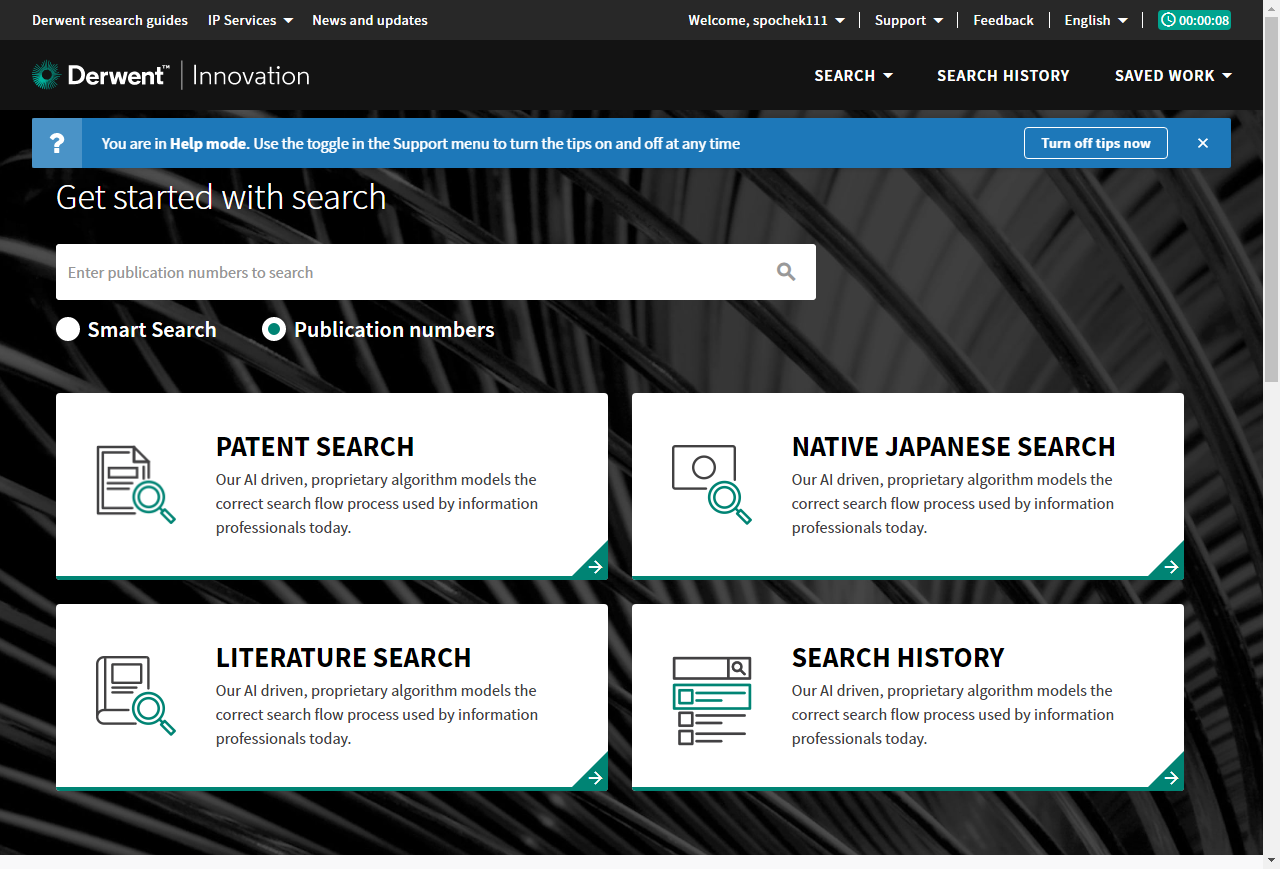 Derwent research guides IP Services News and updates Welcome, spochek111 Support Feedback English 00:00:08
Derwent™ Innovation SEARCH SEARCH HISTORY SAVED WORK
? You are in Help mode. Use the toggle in the Support menu to turn the tips on and off at any time Turn off tips now ×
Get started with search
Enter publication numbers to search
Smart Search Publication numbers
PATENT SEARCH
Our AI driven, proprietary algorithm models the
correct search flow process used by information
professionals today.
NATIVE JAPANESE SEARCH
Our AI driven, proprietary algorithm models the
correct search flow process used by information
professionals today.
LITERATURE SEARCH
Our AI driven, proprietary algorithm models the
correct search flow process used by information
professionals today.
SEARCH HISTORY
Our AI driven, proprietary algorithm models the
correct search flow process used by information
professionals today.